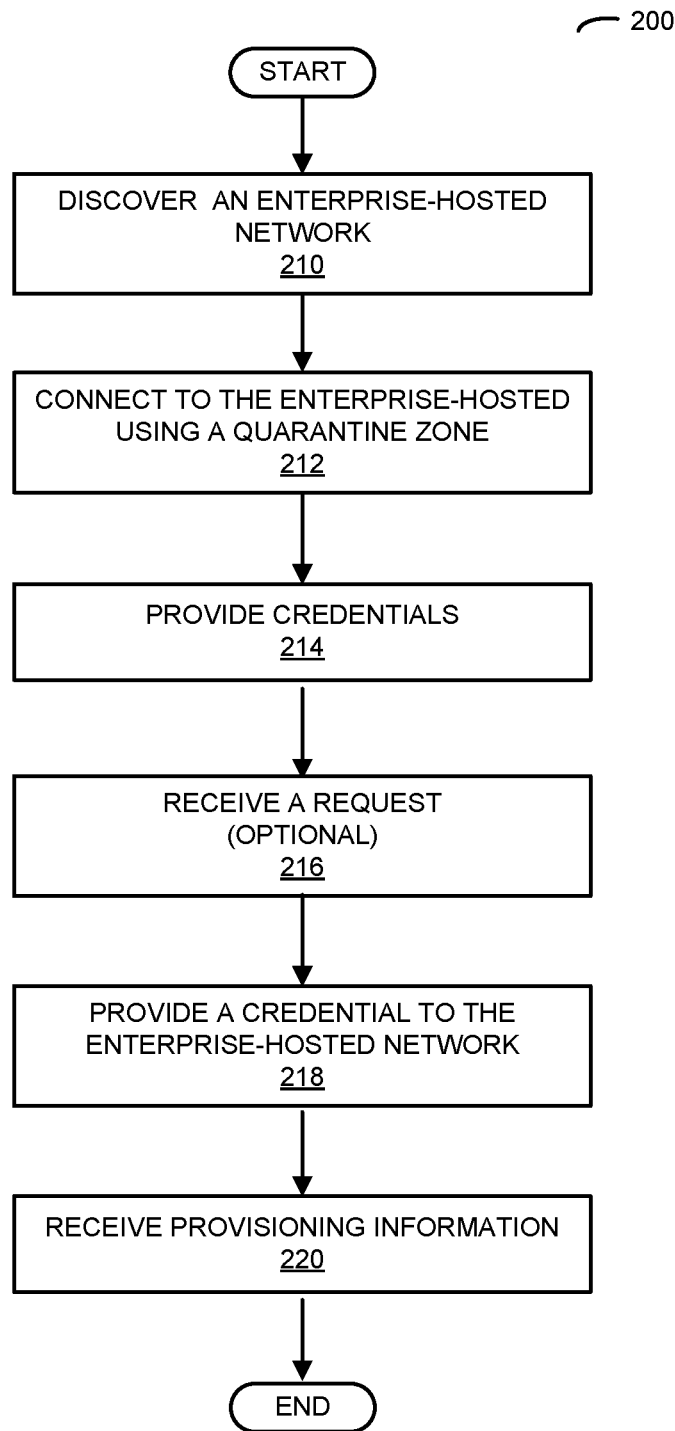 200
START
DISCOVER AN ENTERPRISE-HOSTED
NETWORK
210
CONNECT TO THE ENTERPRISE-HOSTED
USING A QUARANTINE ZONE
212
PROVIDE CREDENTIALS
214
RECEIVE A REQUEST
(OPTIONAL)
216
PROVIDE A CREDENTIAL TO THE
ENTERPRISE-HOSTED NETWORK
218
RECEIVE PROVISIONING INFORMATION
220
END